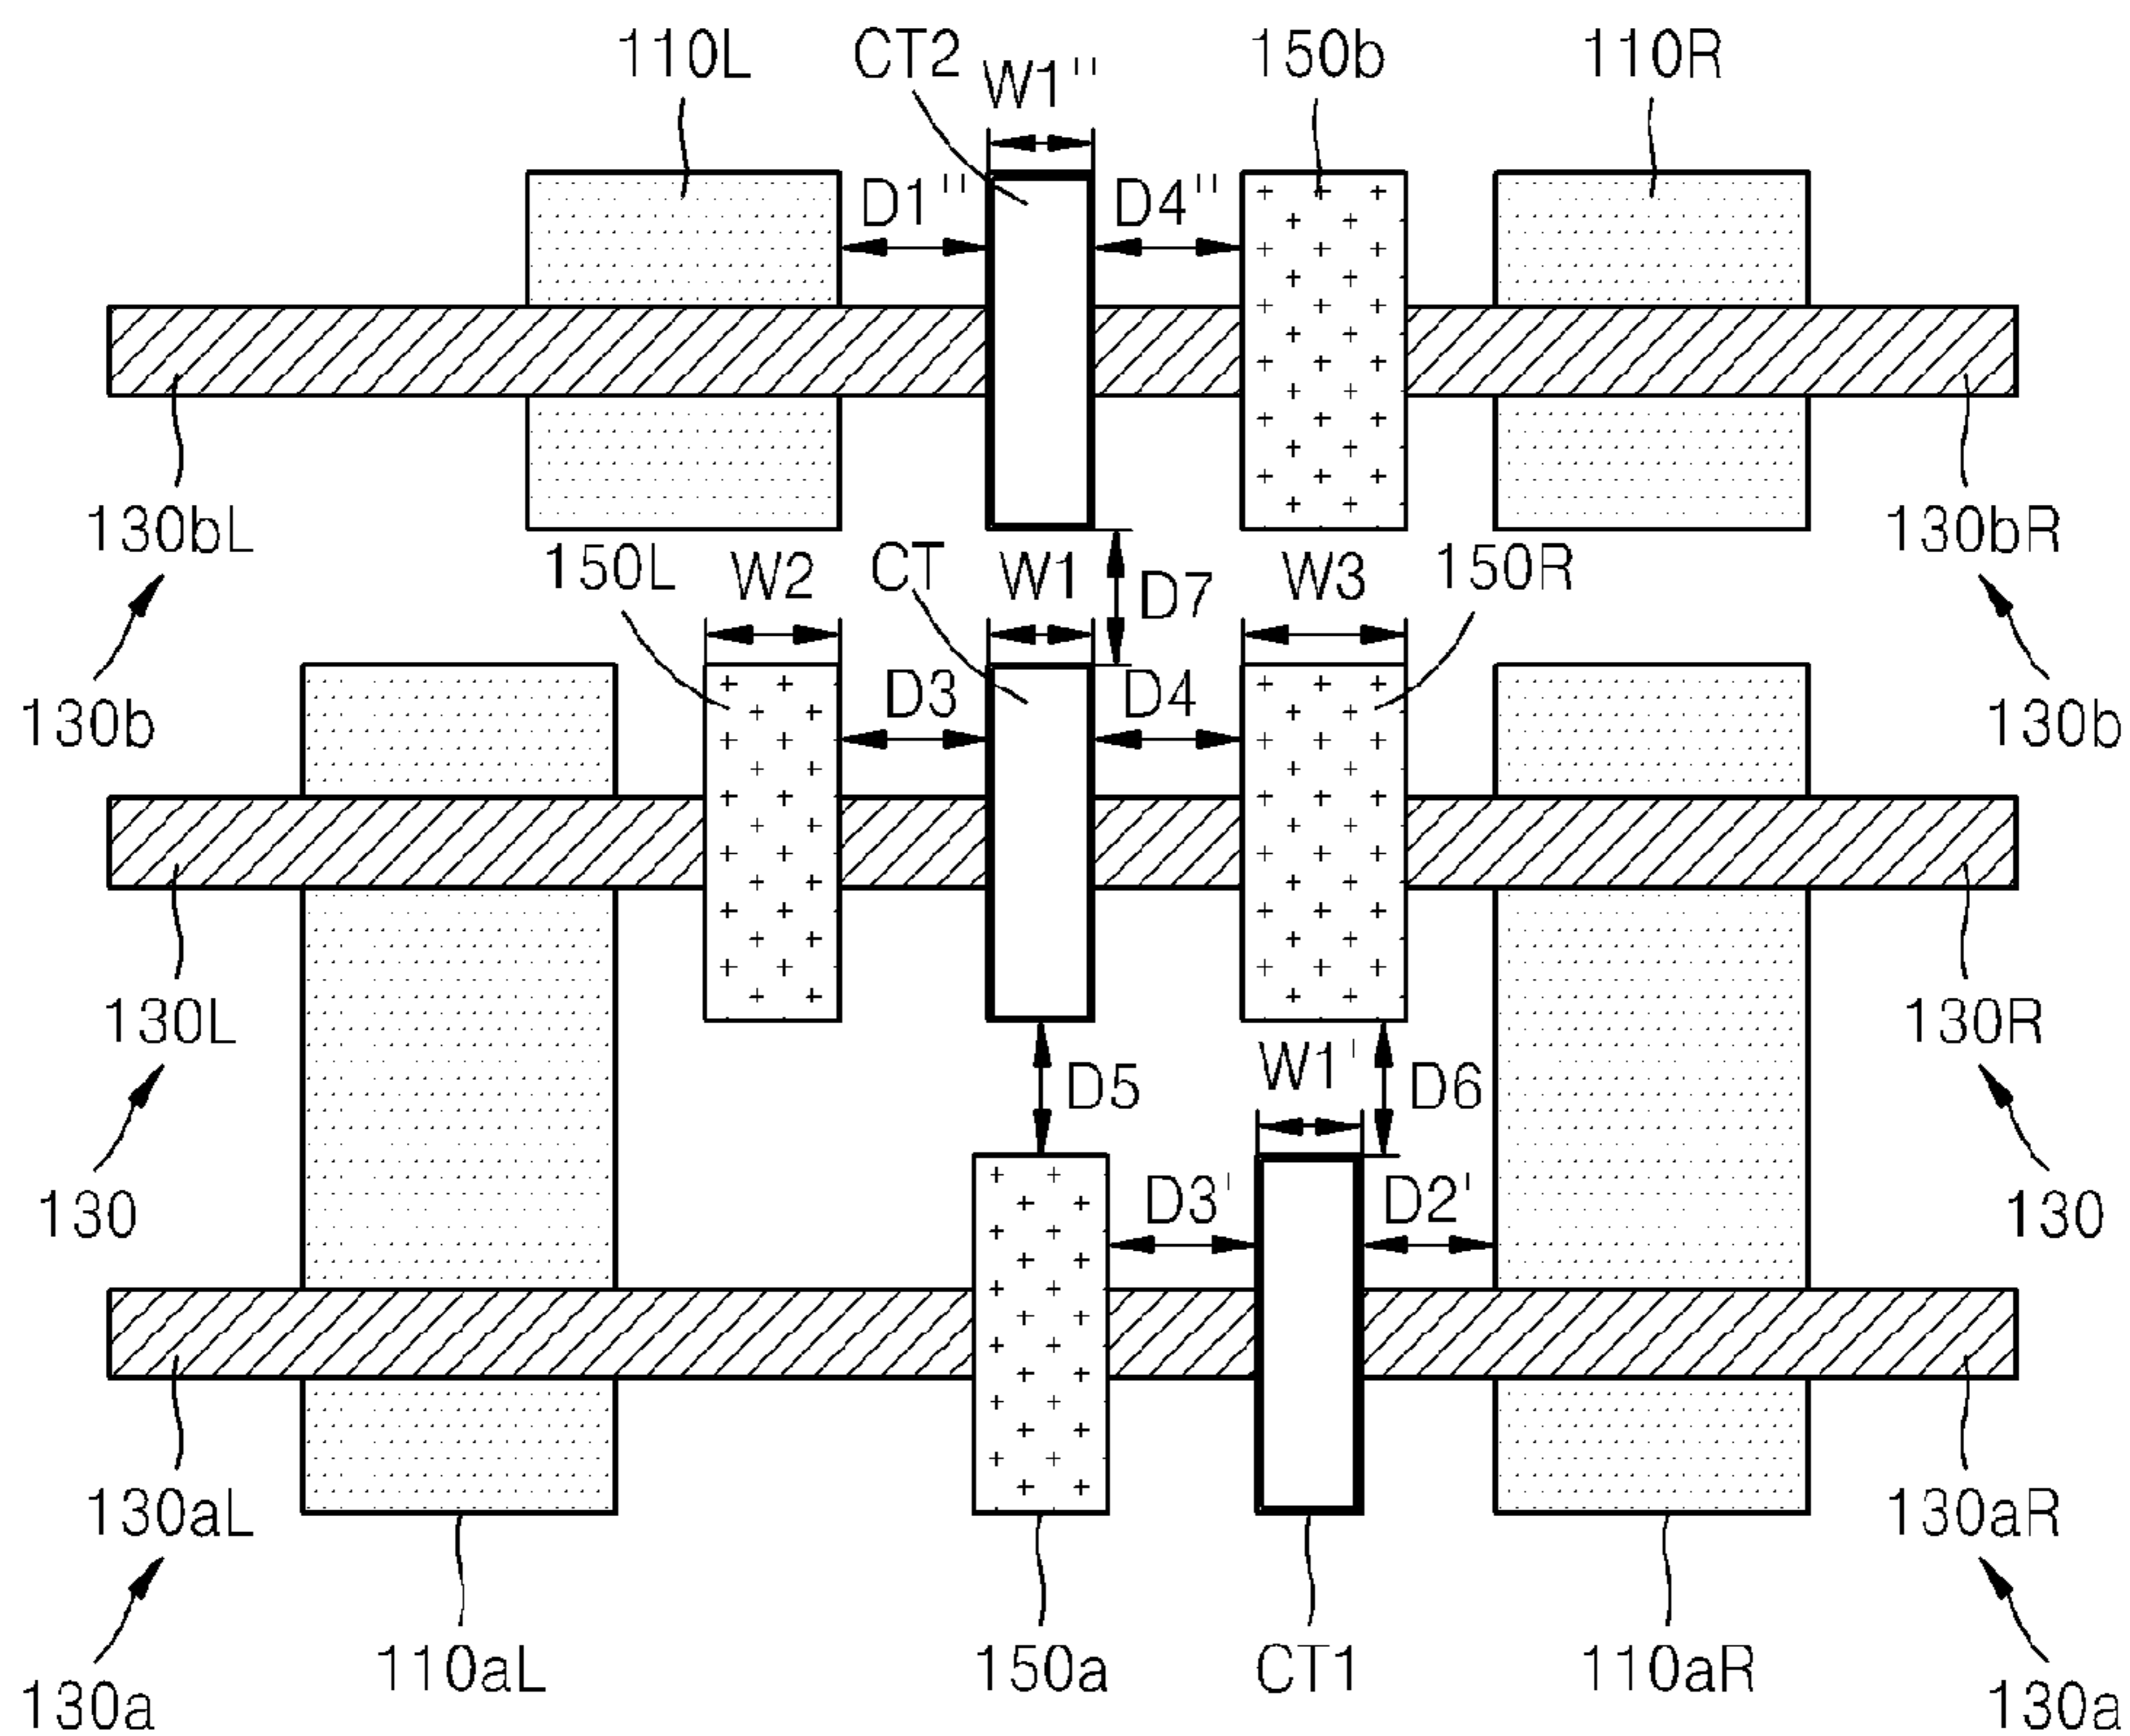 110L CT2 W1" 150b 110R
D1" D4"
130bL 130bR
150L W2 CT W1 D7 W3 150R
130b D3 D4 130b
130L 130R
W1'
D5 D6
130 D3' D2' 130
130aL 130aR
110aL 150a CT1 110aR
130a 130a